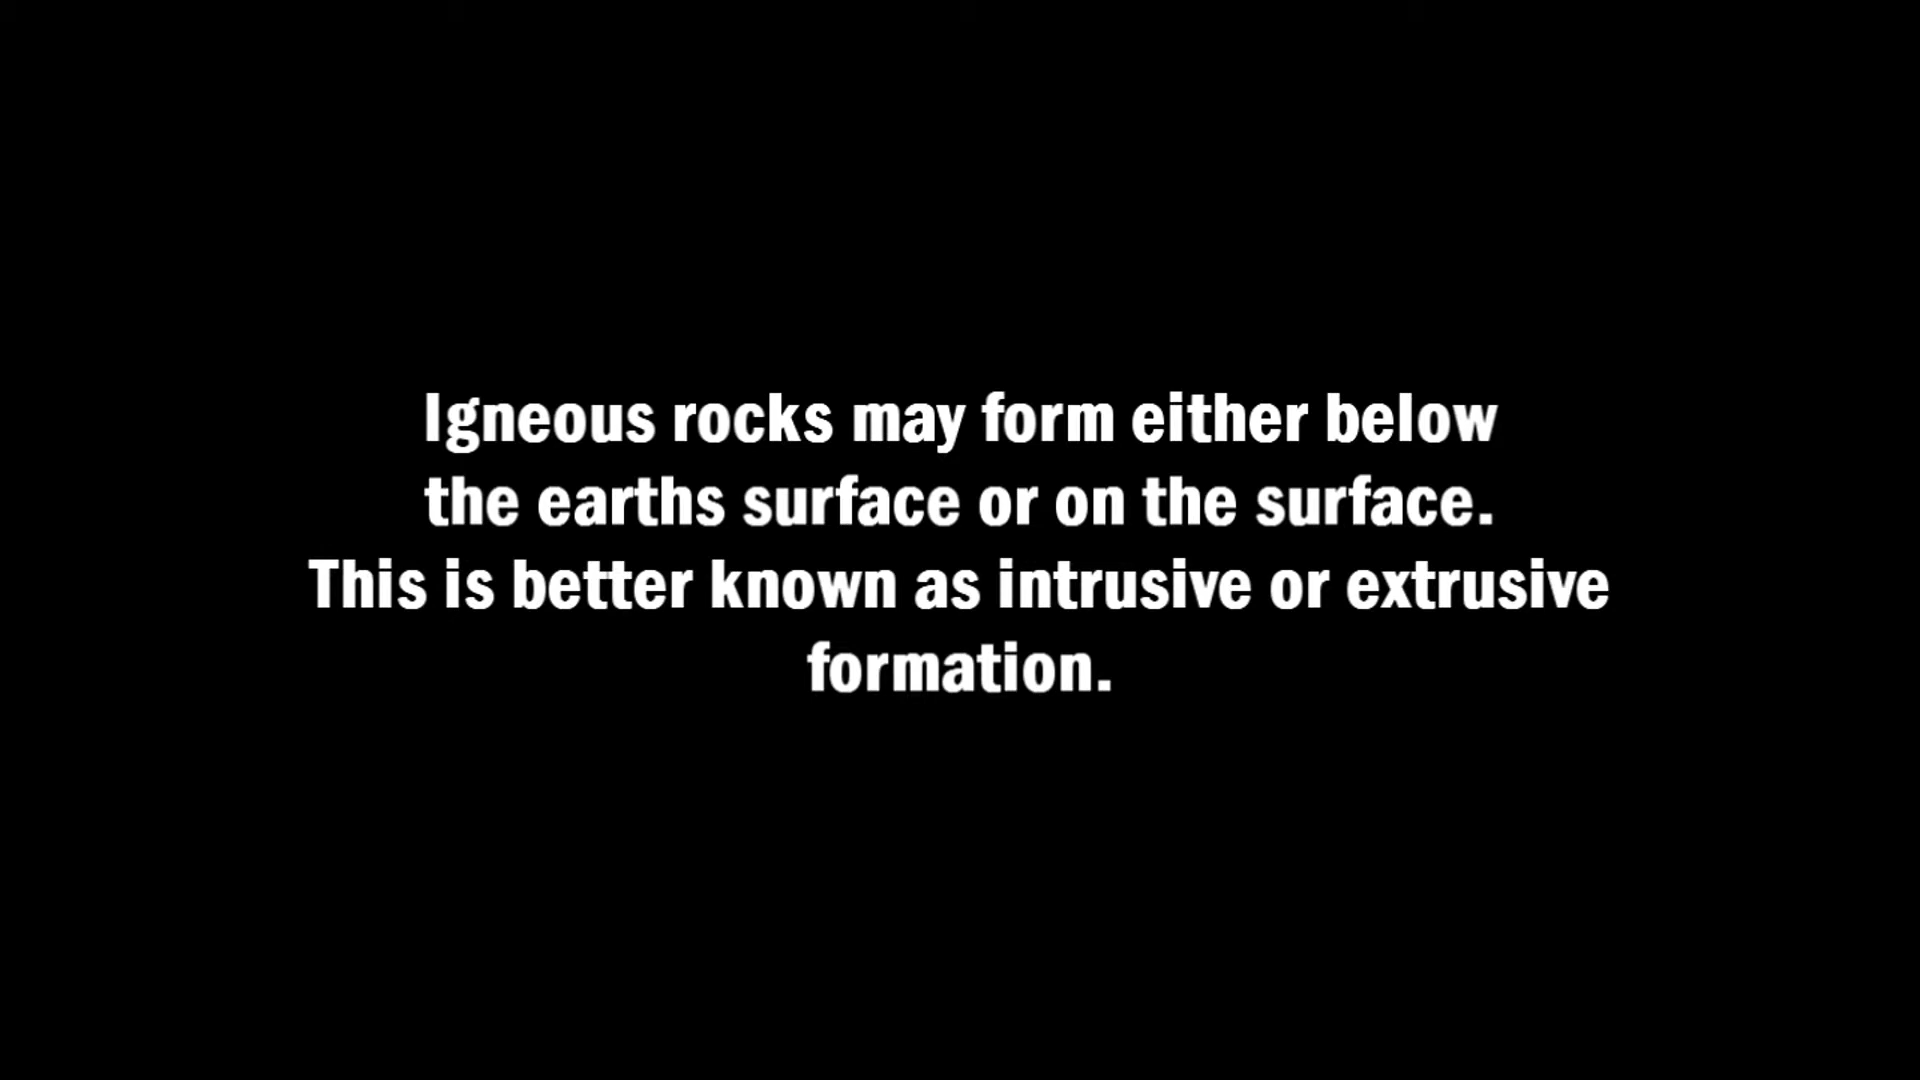 Igneous rocks may form either below
the earths surface or on the surface.
This is better known as intrusive or extrusive
formation.